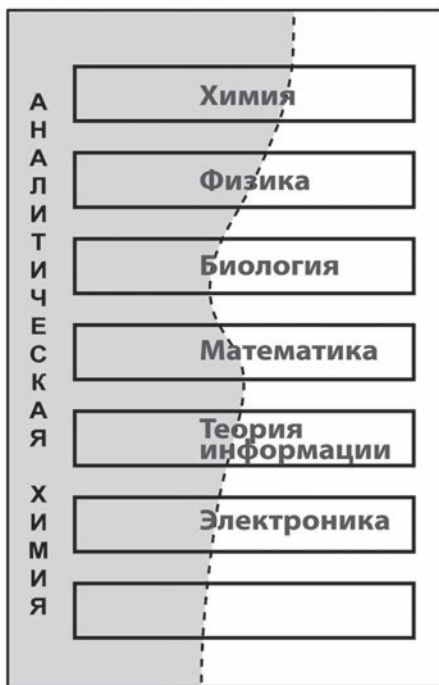 АНАЛИТИЧЕСКАЯ ХИМИЯ
Химия
Физика
Биология
Математика
Теория
информации
Электроника